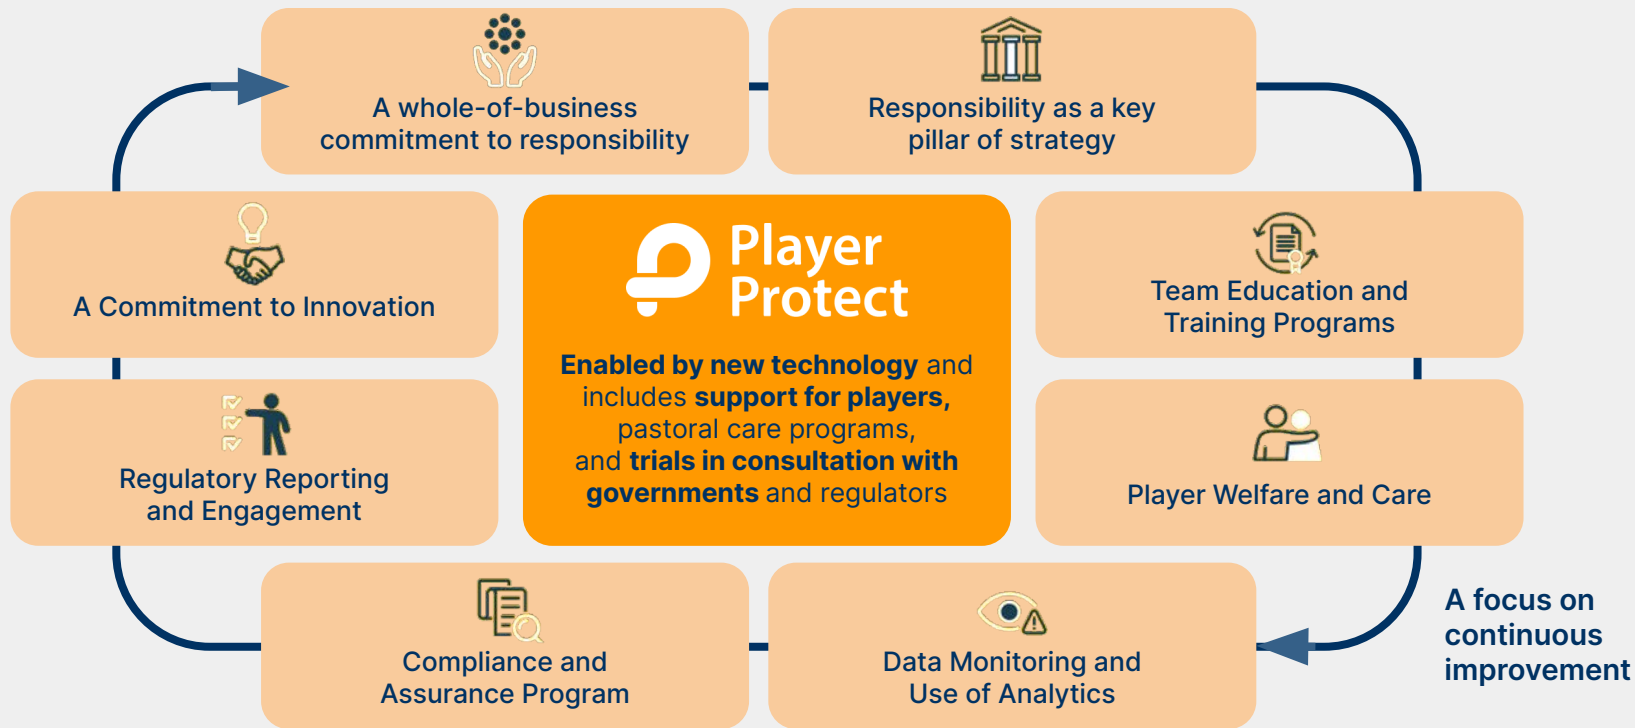 A whole-of-business
commitment to responsibility
Responsibility as a key
pillar of strategy
Team Education and
Training Programs
Player Welfare and Care
A focus on
continuous
improvement
Data Monitoring and
Use of Analytics
Compliance and
Assurance Program
Regulatory Reporting
and Engagement
A Commitment to Innovation
Player
Protect
Enabled by new technology and
includes support for players,
pastoral care programs,
and trials in consultation with
governments and regulators